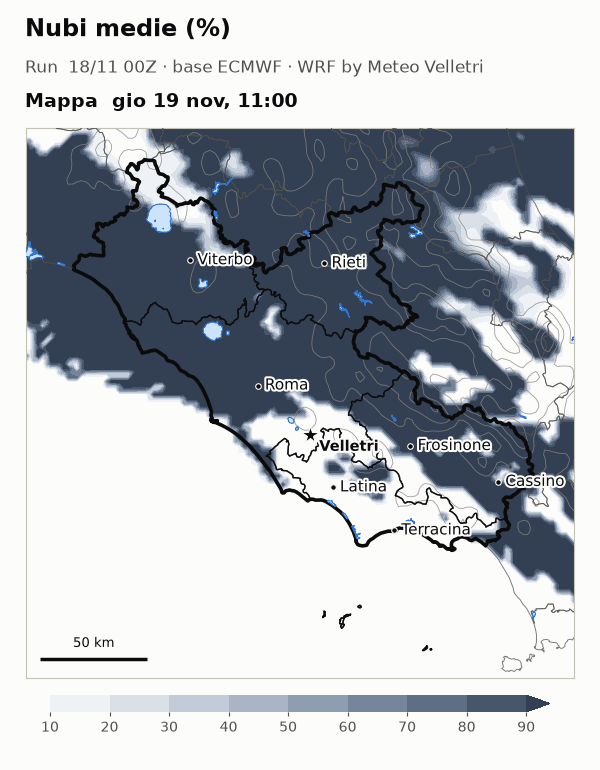 Nubi medie (%)
Run  18/11 00Z · base ECMWF · WRF by Meteo Velletri
Mappa  gio 19 nov, 11:00
Viterbo
Rieti
Roma
Velletri
Frosinone
Cassino
Latina
Terracina
50 km
10 20 30 40 50 60 70 80 90